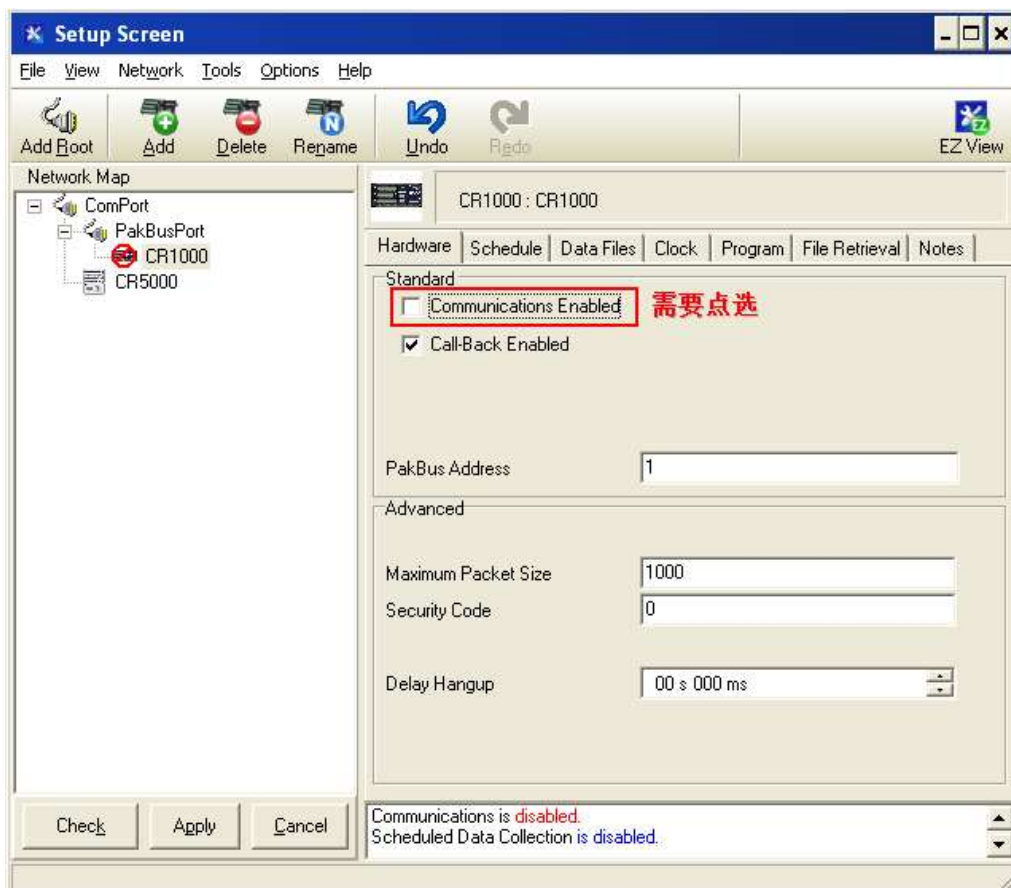 Setup Screen
File View Network Tools Options Help
Add Root Add Delete Rename Undo Redo EZ View
Network Map
ComPort
PakBusPort
CR1000
CR5000
CR1000 : CR1000
Hardware Schedule Data Files Clock Program File Retrieval Notes
Standard
Communications Enabled 需要点选
Call-Back Enabled
PakBus Address 1
Advanced
Maximum Packet Size 1000
Security Code 0
Delay Hangup 00 s 000 ms
Check Apply Cancel
Communications is disabled.
Scheduled Data Collection is disabled.